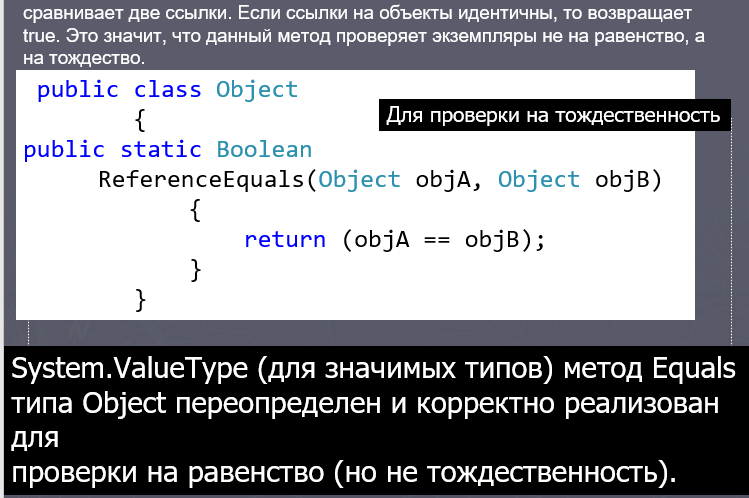 сравнивает две ссылки. Если ссылки на объекты идентичны, то возвращает
true. Это значит, что данный метод проверяет экземпляры не на равенство, а
на тождество.
public class Object
{
Для проверки на тождественность
public static Boolean
ReferenceEquals(Object objA, Object objB)
{
return (objA == objB);
}
}
System.ValueType (для значимых типов) метод Equals
типа Object переопределен и корректно реализован
для
проверки на равенство (но не тождественность).